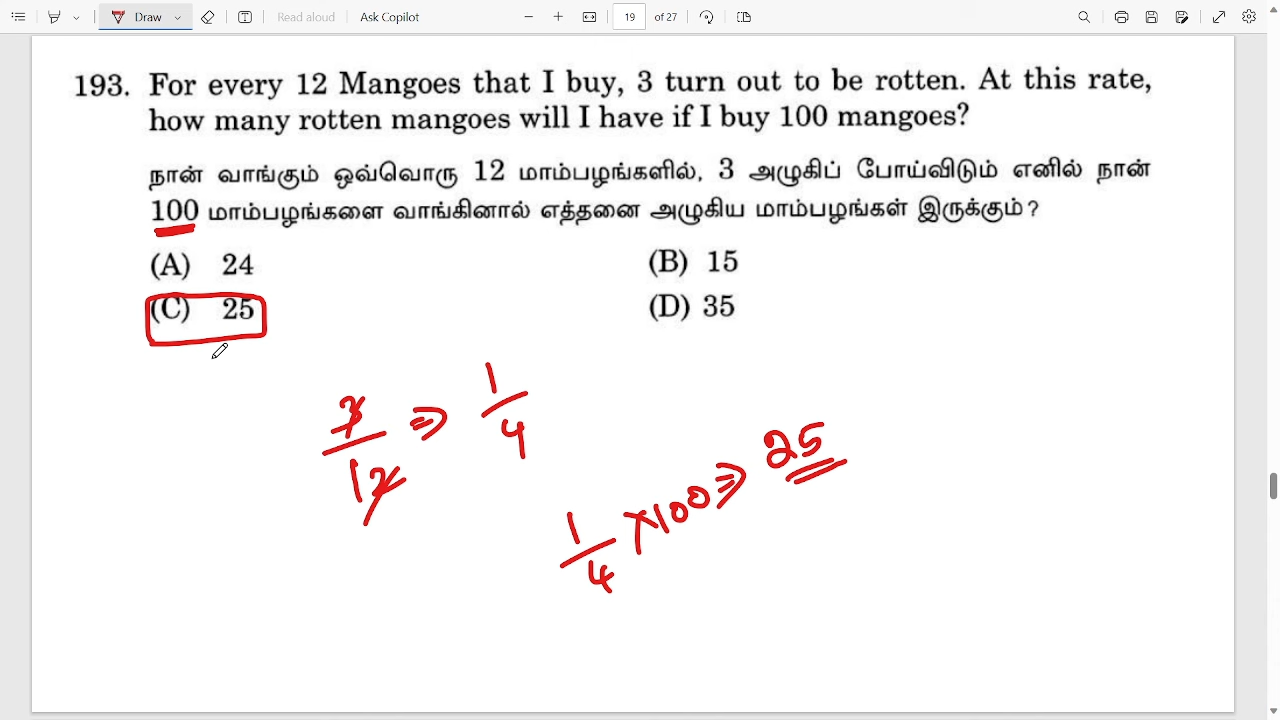 Draw
Read aloud
Ask Copilot
19
of 27
193. For every 12 Mangoes that I buy, 3 turn out to be rotten. At this rate,
how many rotten mangoes will I have if I buy 100 mangoes?
நான் வாங்கும் ஒவ்வொரு 12 மாம்பழங்களில், 3 அழுகிப் போய்விடும் எனில் நான்
100 மாம்பழங்களை வாங்கினால் எத்தனை அழுகிய மாம்பழங்கள் இருக்கும்?
(A) 24
(B) 15
(C) 25
(D) 35
3/12 ⇒ 1/4
1/4 × 100 ⇒ 25